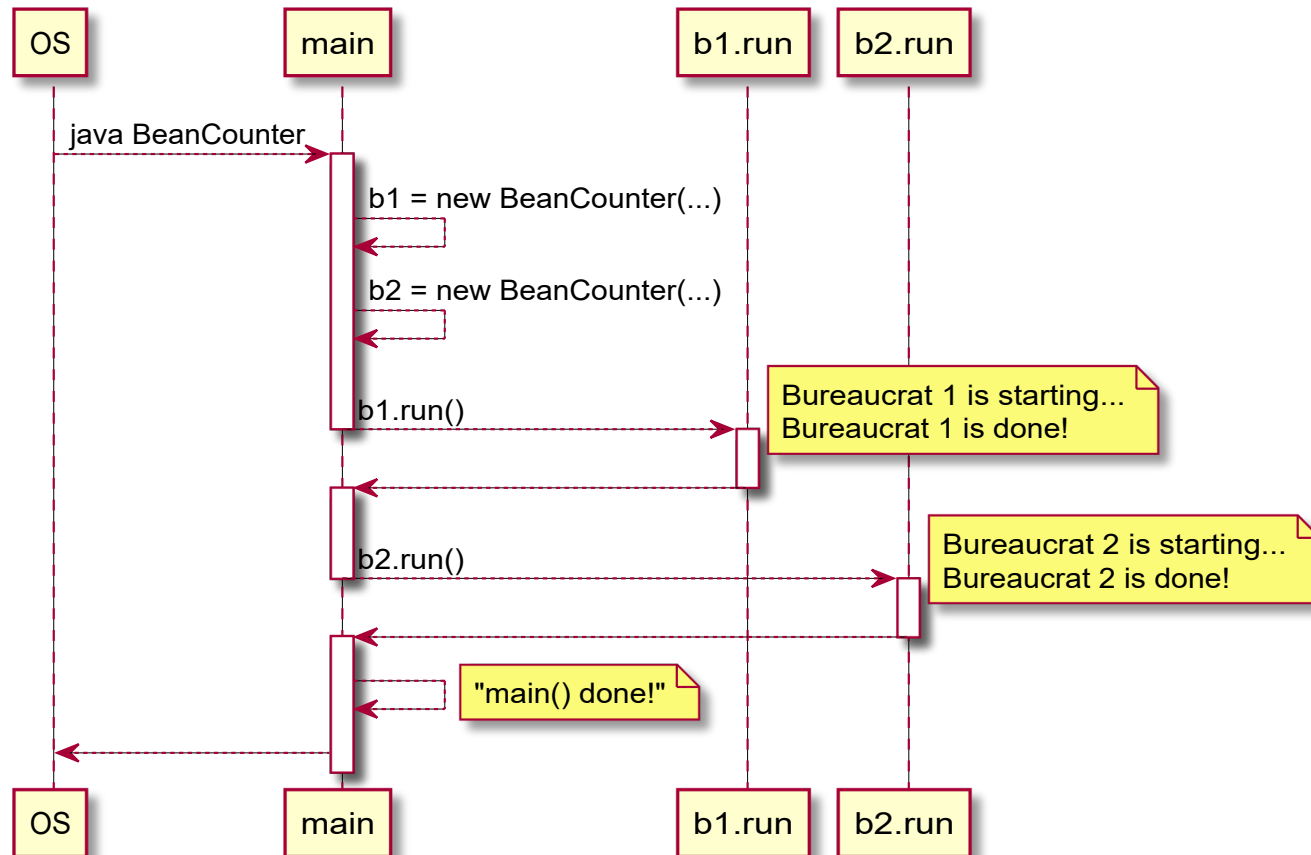 OS
main
b1.run
b2.run
java BeanCounter
b1 = new BeanCounter(...)
b2 = new BeanCounter(...)
Bureaucrat 1 is starting...
Bureaucrat 1 is done!
b1.run()
Bureaucrat 2 is starting...
Bureaucrat 2 is done!
b2.run()
"main() done!"
OS
main
b1.run
b2.run